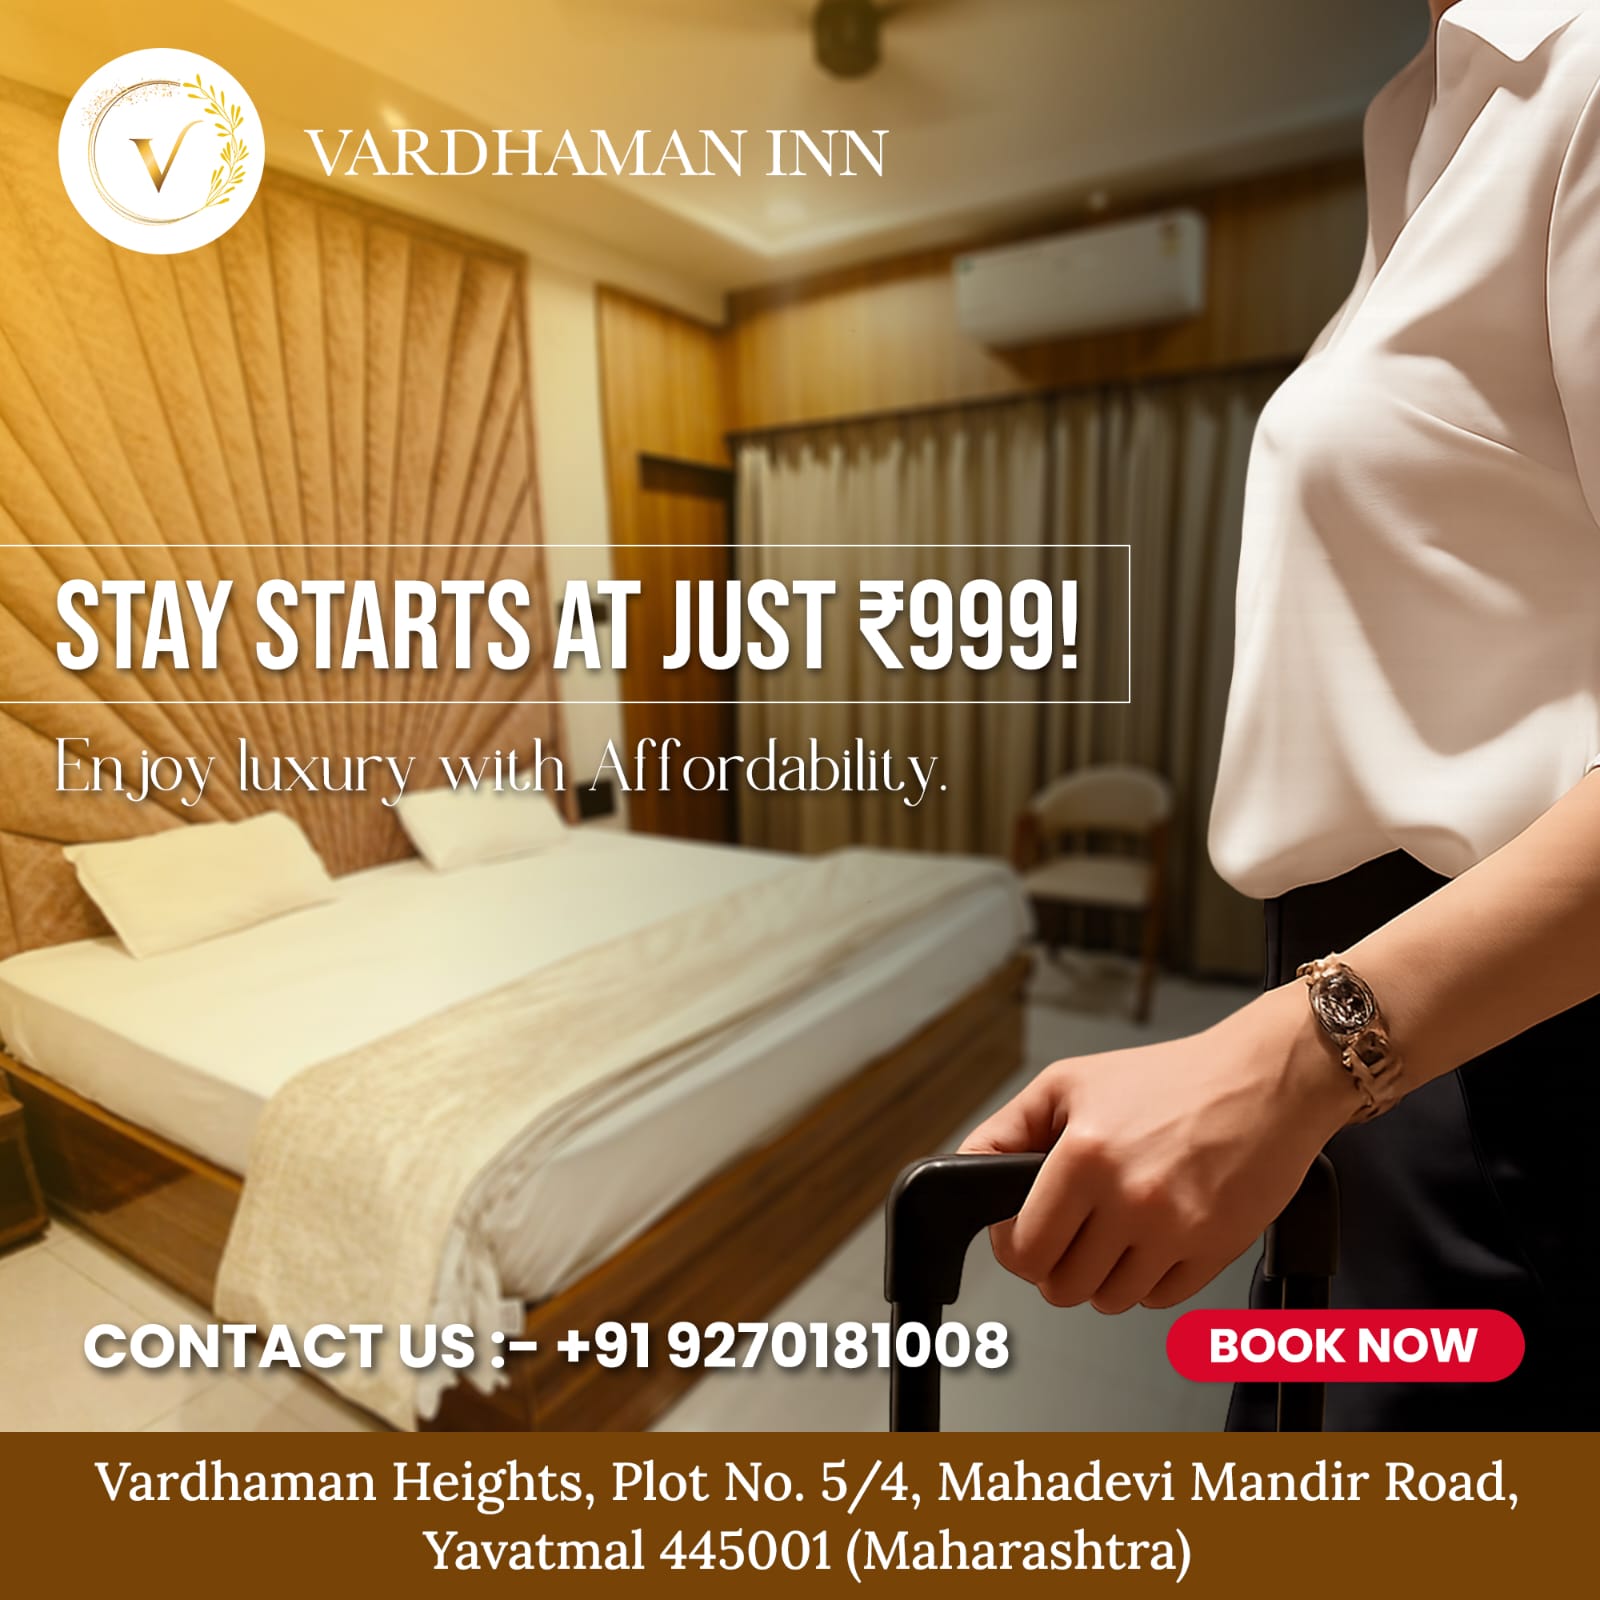 V
VARDHAMAN INN
STAY STARTS AT JUST ₹999!
Enjoy luxury with Affordability.
CONTACT US :- +91 9270181008
BOOK NOW
Vardhaman Heights, Plot No. 5/4, Mahadevi Mandir Road,
Yavatmal 445001 (Maharashtra)